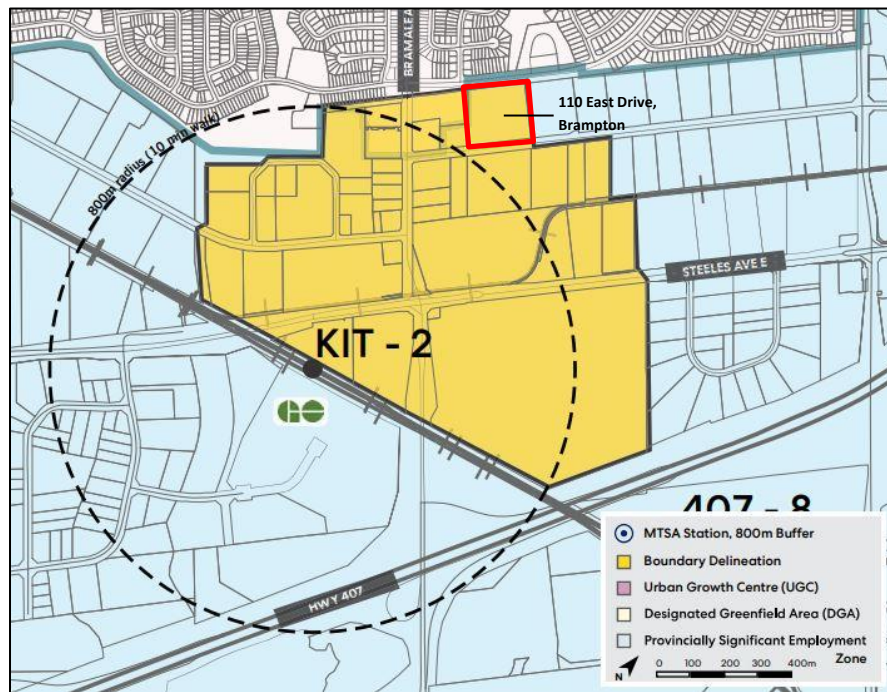 BRAMALEA
110 East Drive,
Brampton
800m radius (10 min walk)
STEELES AVE E
KIT - 2
GO
HWY 407
407 - 8
MTSA Station, 800m Buffer
Boundary Delineation
Urban Growth Centre (UGC)
Designated Greenfield Area (DGA)
Provincially Significant Employment
Zone
N
0 100 200 300 400m